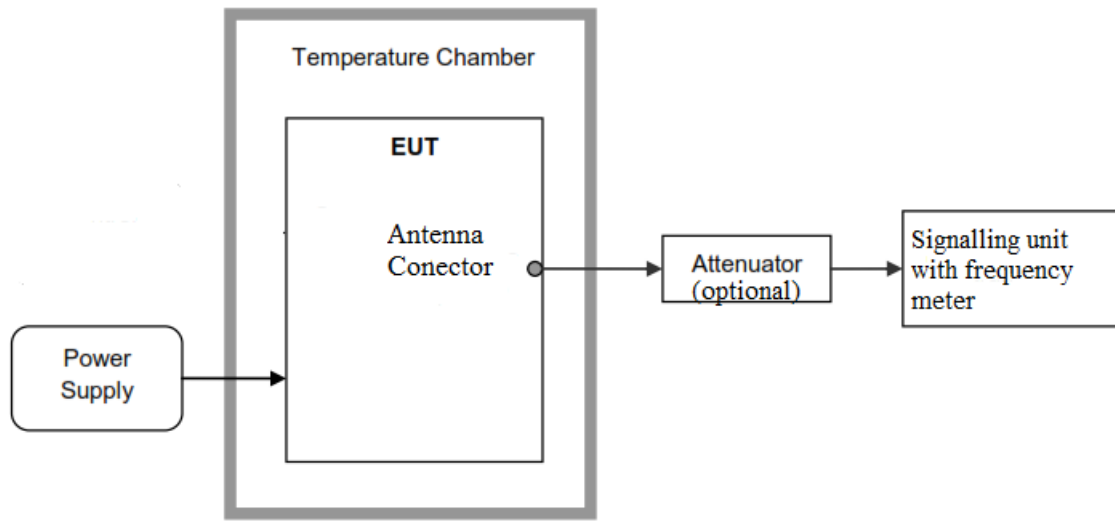 Temperature Chamber
EUT
Antenna
Conector
Attenuator
(optional)
Signalling unit
with frequency
meter
Power
Supply